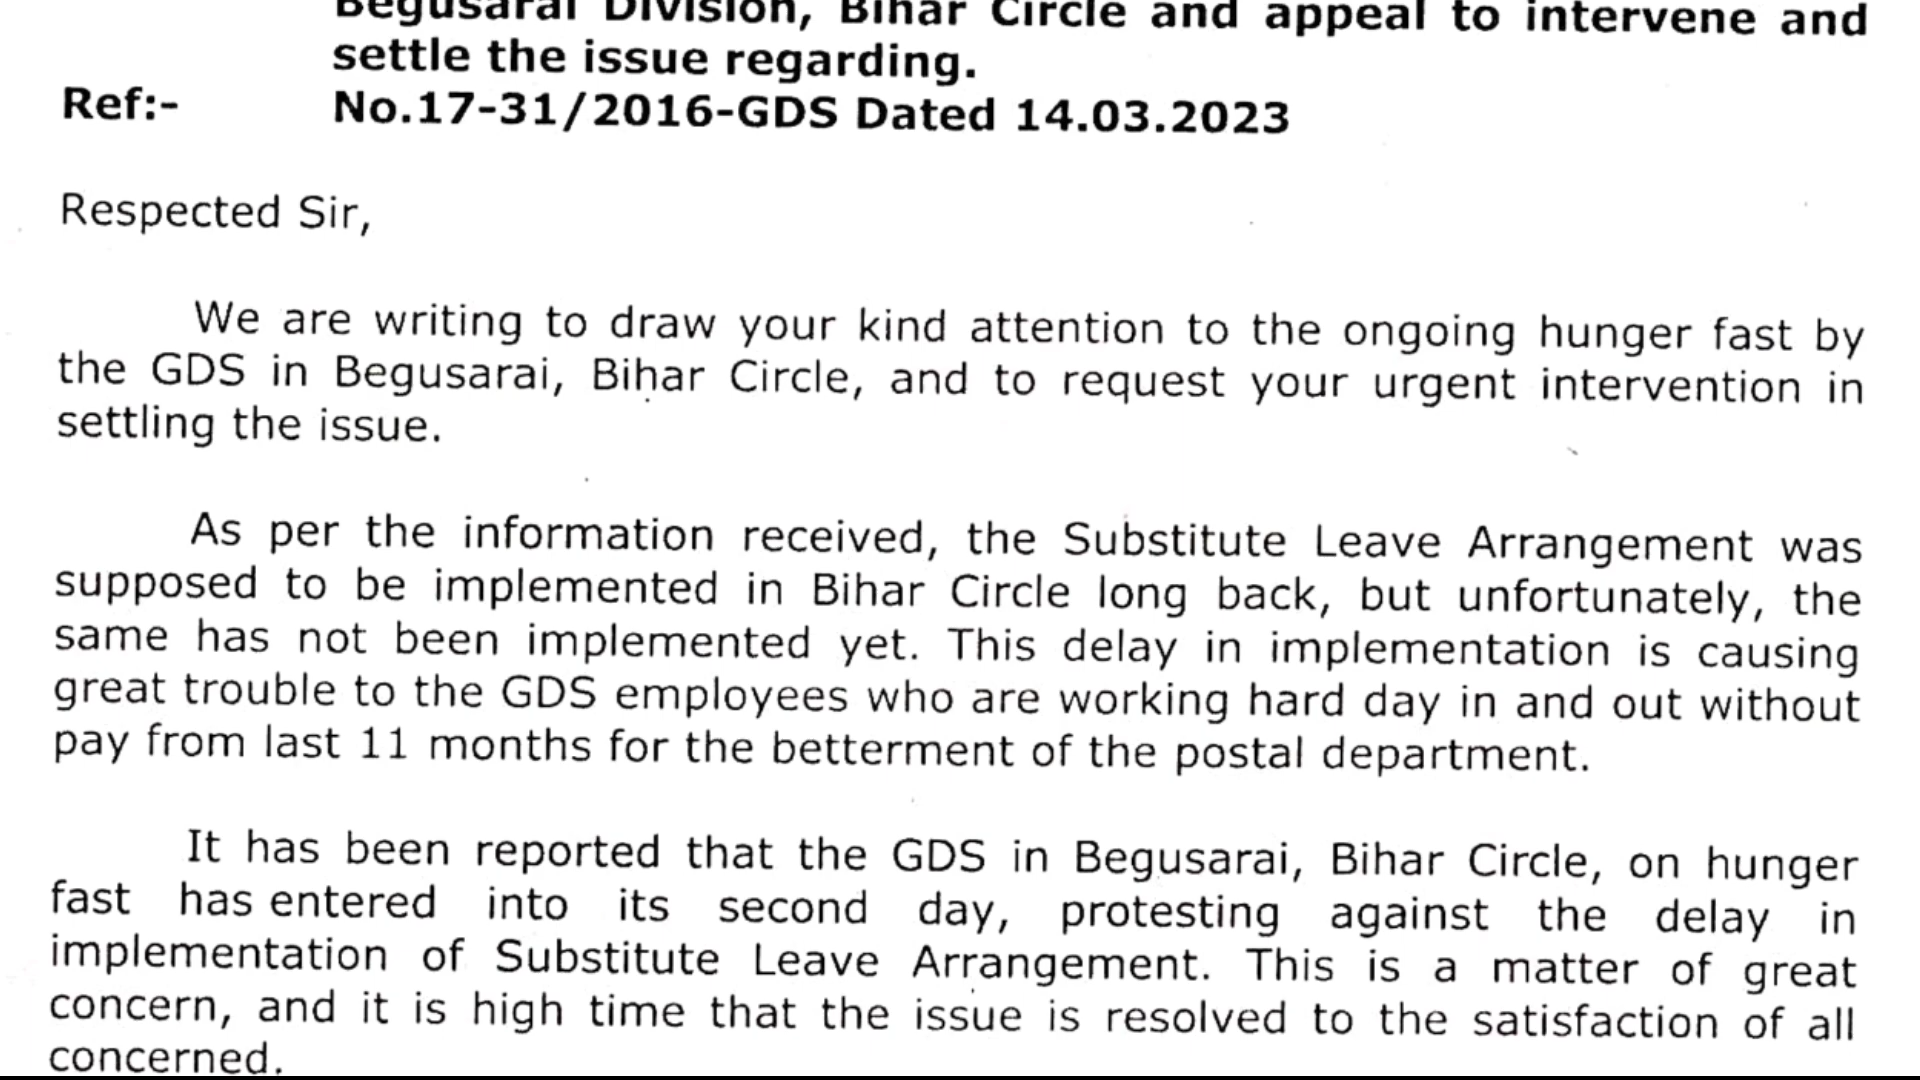 Begusarai Division, Bihar Circle and appeal to intervene and
settle the issue regarding.
Ref:- No.17-31/2016-GDS Dated 14.03.2023
Respected Sir,
We are writing to draw your kind attention to the ongoing hunger fast by
the GDS in Begusarai, Bihar Circle, and to request your urgent intervention in
settling the issue.
As per the information received, the Substitute Leave Arrangement was
supposed to be implemented in Bihar Circle long back, but unfortunately, the
same has not been implemented yet. This delay in implementation is causing
great trouble to the GDS employees who are working hard day in and out without
pay from last 11 months for the betterment of the postal department.
It has been reported that the GDS in Begusarai, Bihar Circle, on hunger
fast has entered into its second day, protesting against the delay in
implementation of Substitute Leave Arrangement. This is a matter of great
concern, and it is high time that the issue is resolved to the satisfaction of all
concerned.